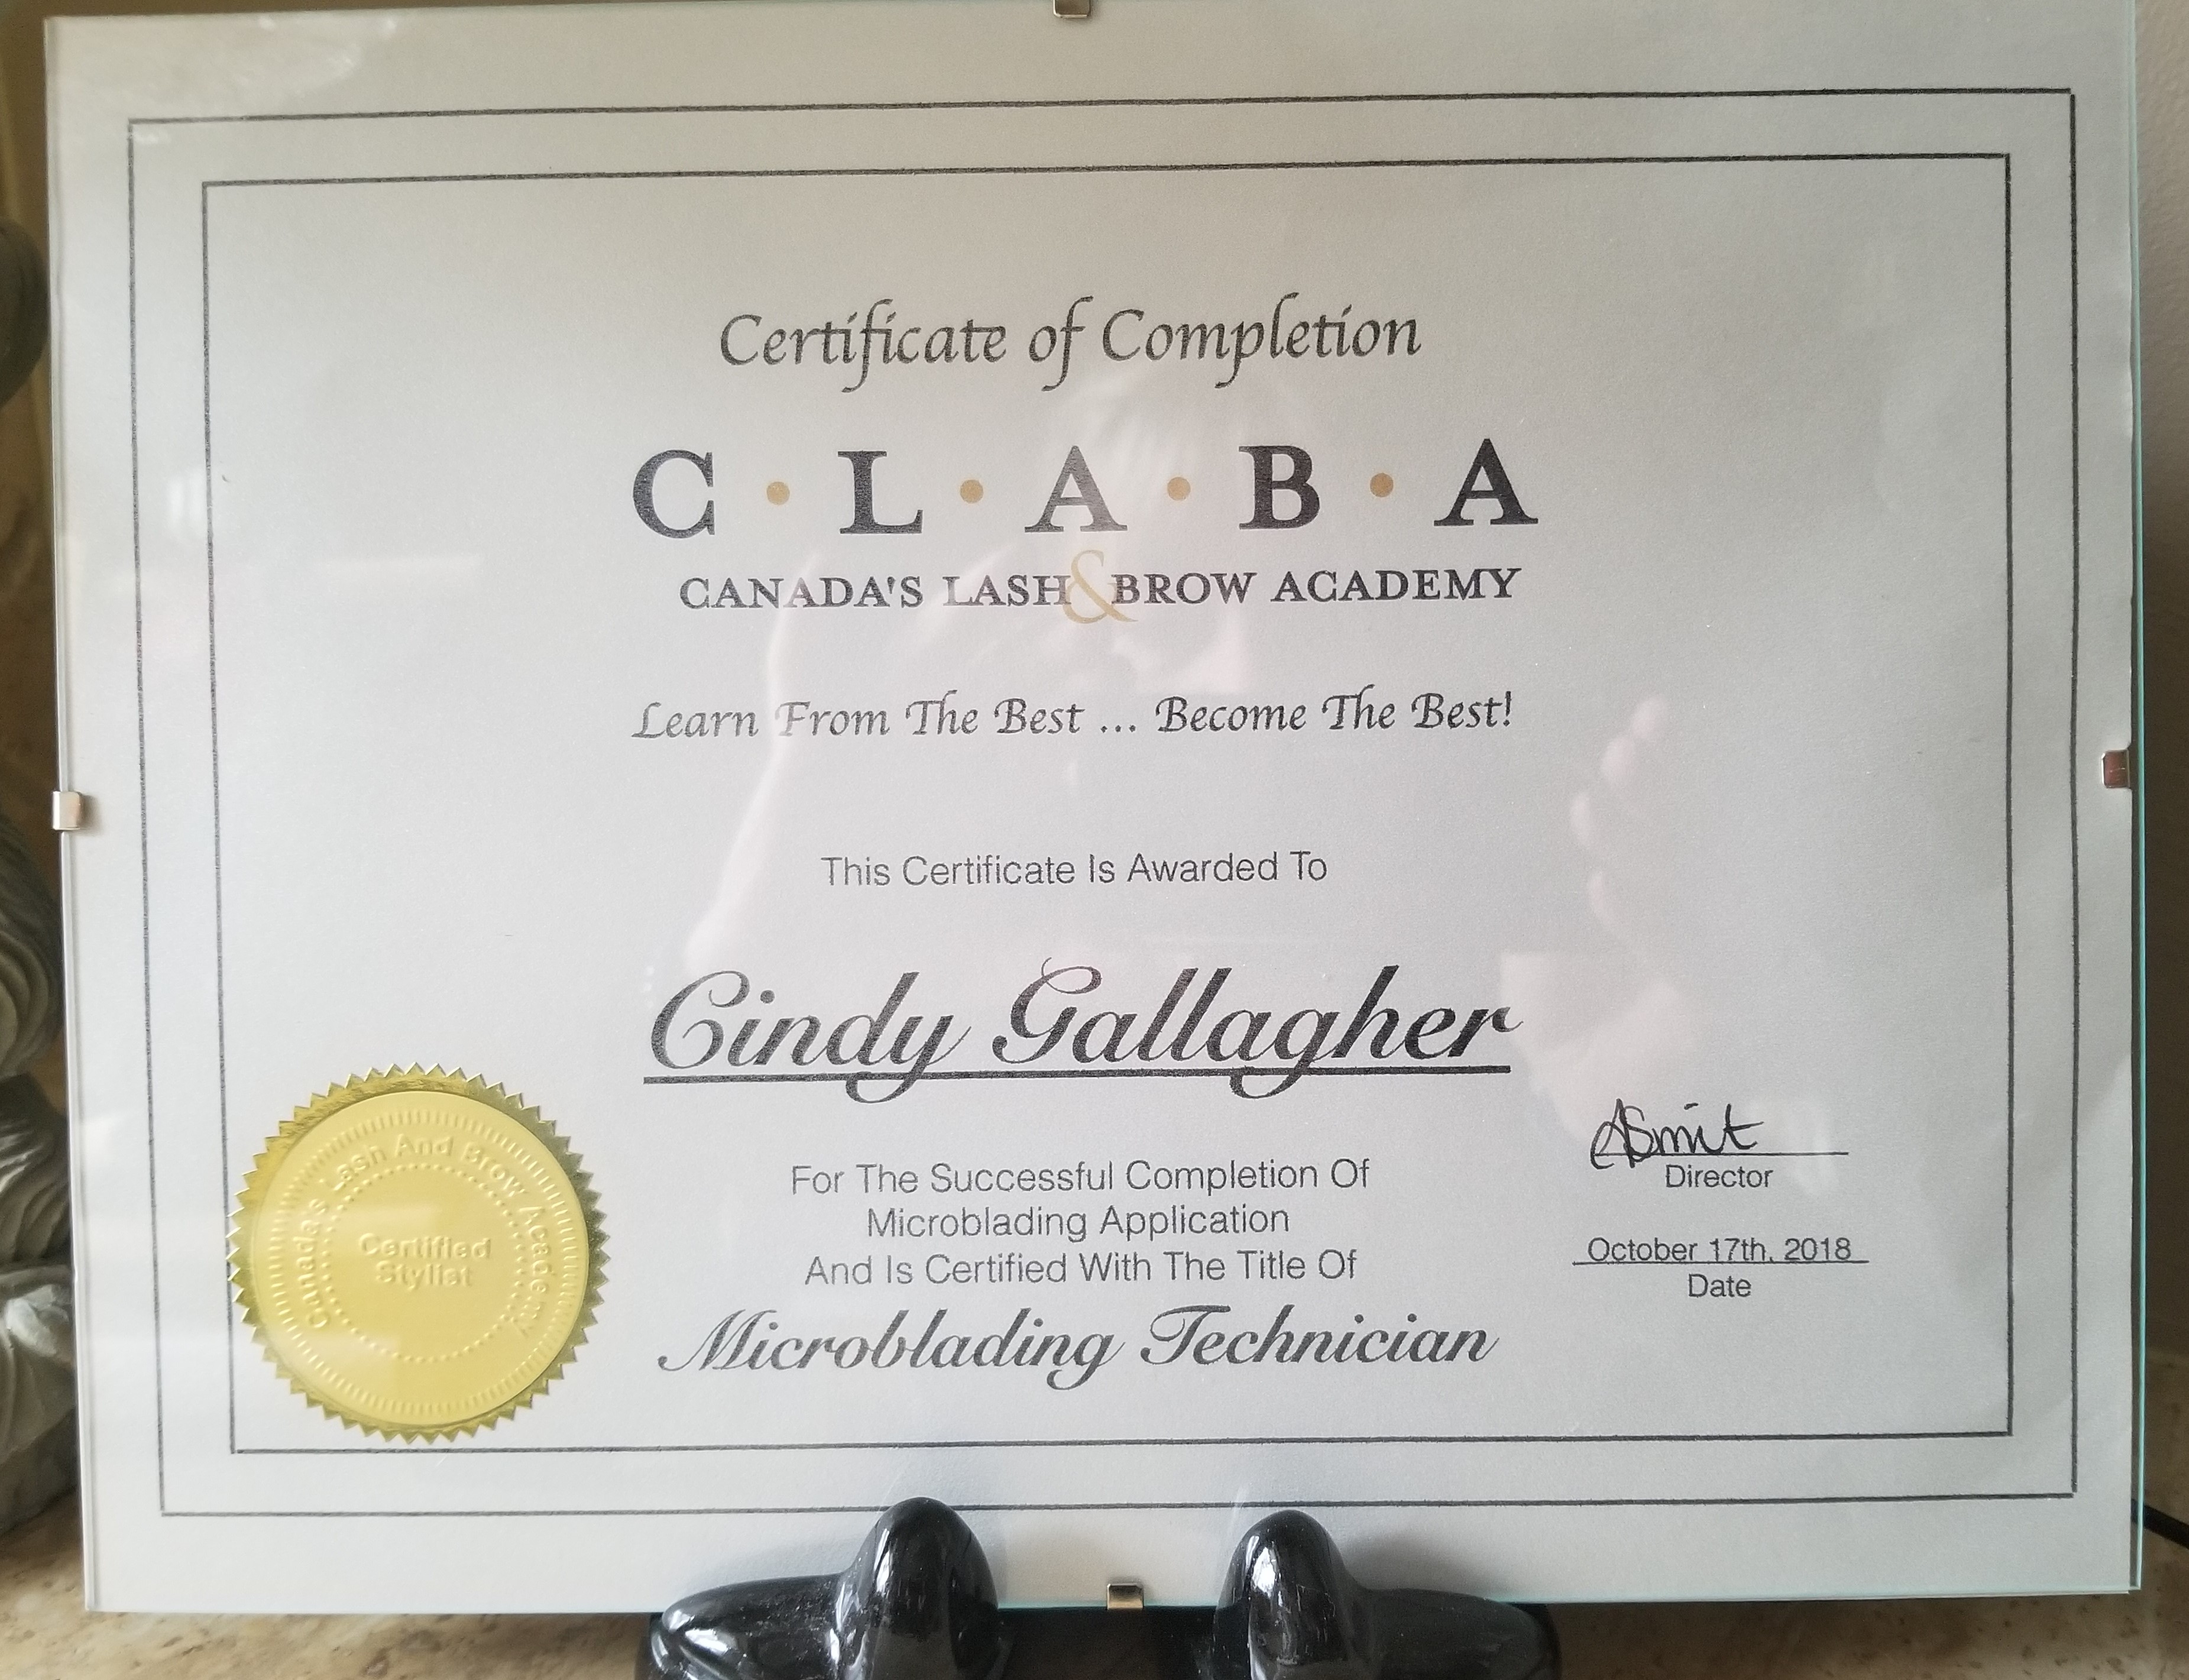 Certificate of Completion
C · L · A · B · A
CANADA'S LASH & BROW ACADEMY
Learn From The Best ... Become The Best!
This Certificate Is Awarded To
Cindy Gallagher
For The Successful Completion Of
Microblading Application
And Is Certified With The Title Of
Microblading Technician
Canada's Lash And Brow Academy
Certified
Stylist
ASmit
Director
October 17th, 2018
Date